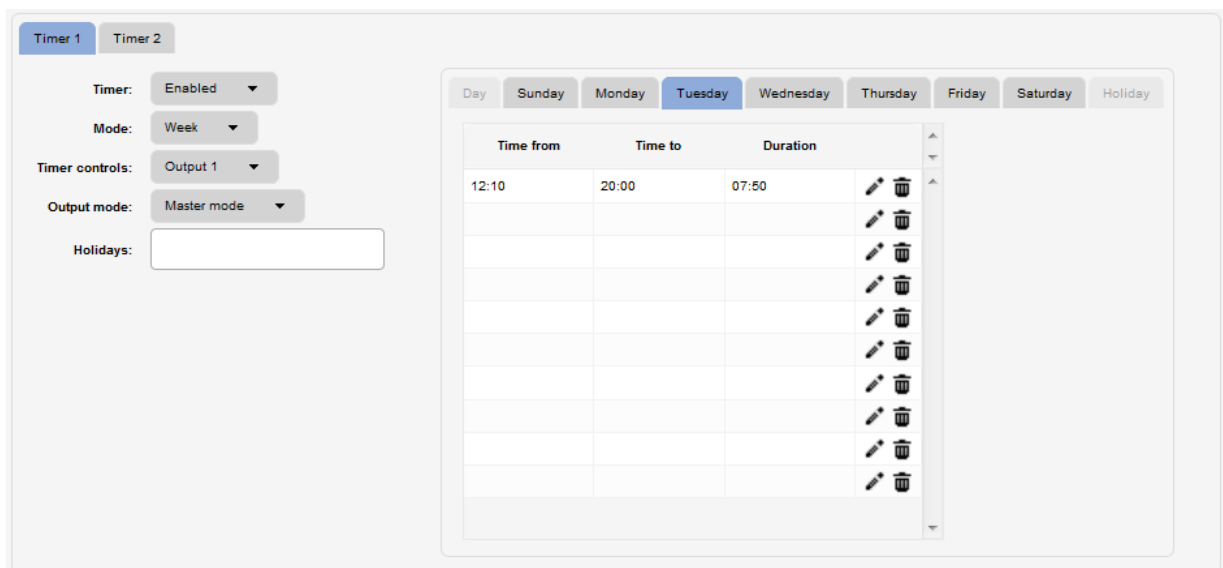 Timer 1 Timer 2
Timer: Enabled
Mode: Week
Timer controls: Output 1
Output mode: Master mode
Holidays:
Day Sunday Monday Tuesday Wednesday Thursday Friday Saturday Holiday
Time from Time to Duration
12:10 20:00 07:50